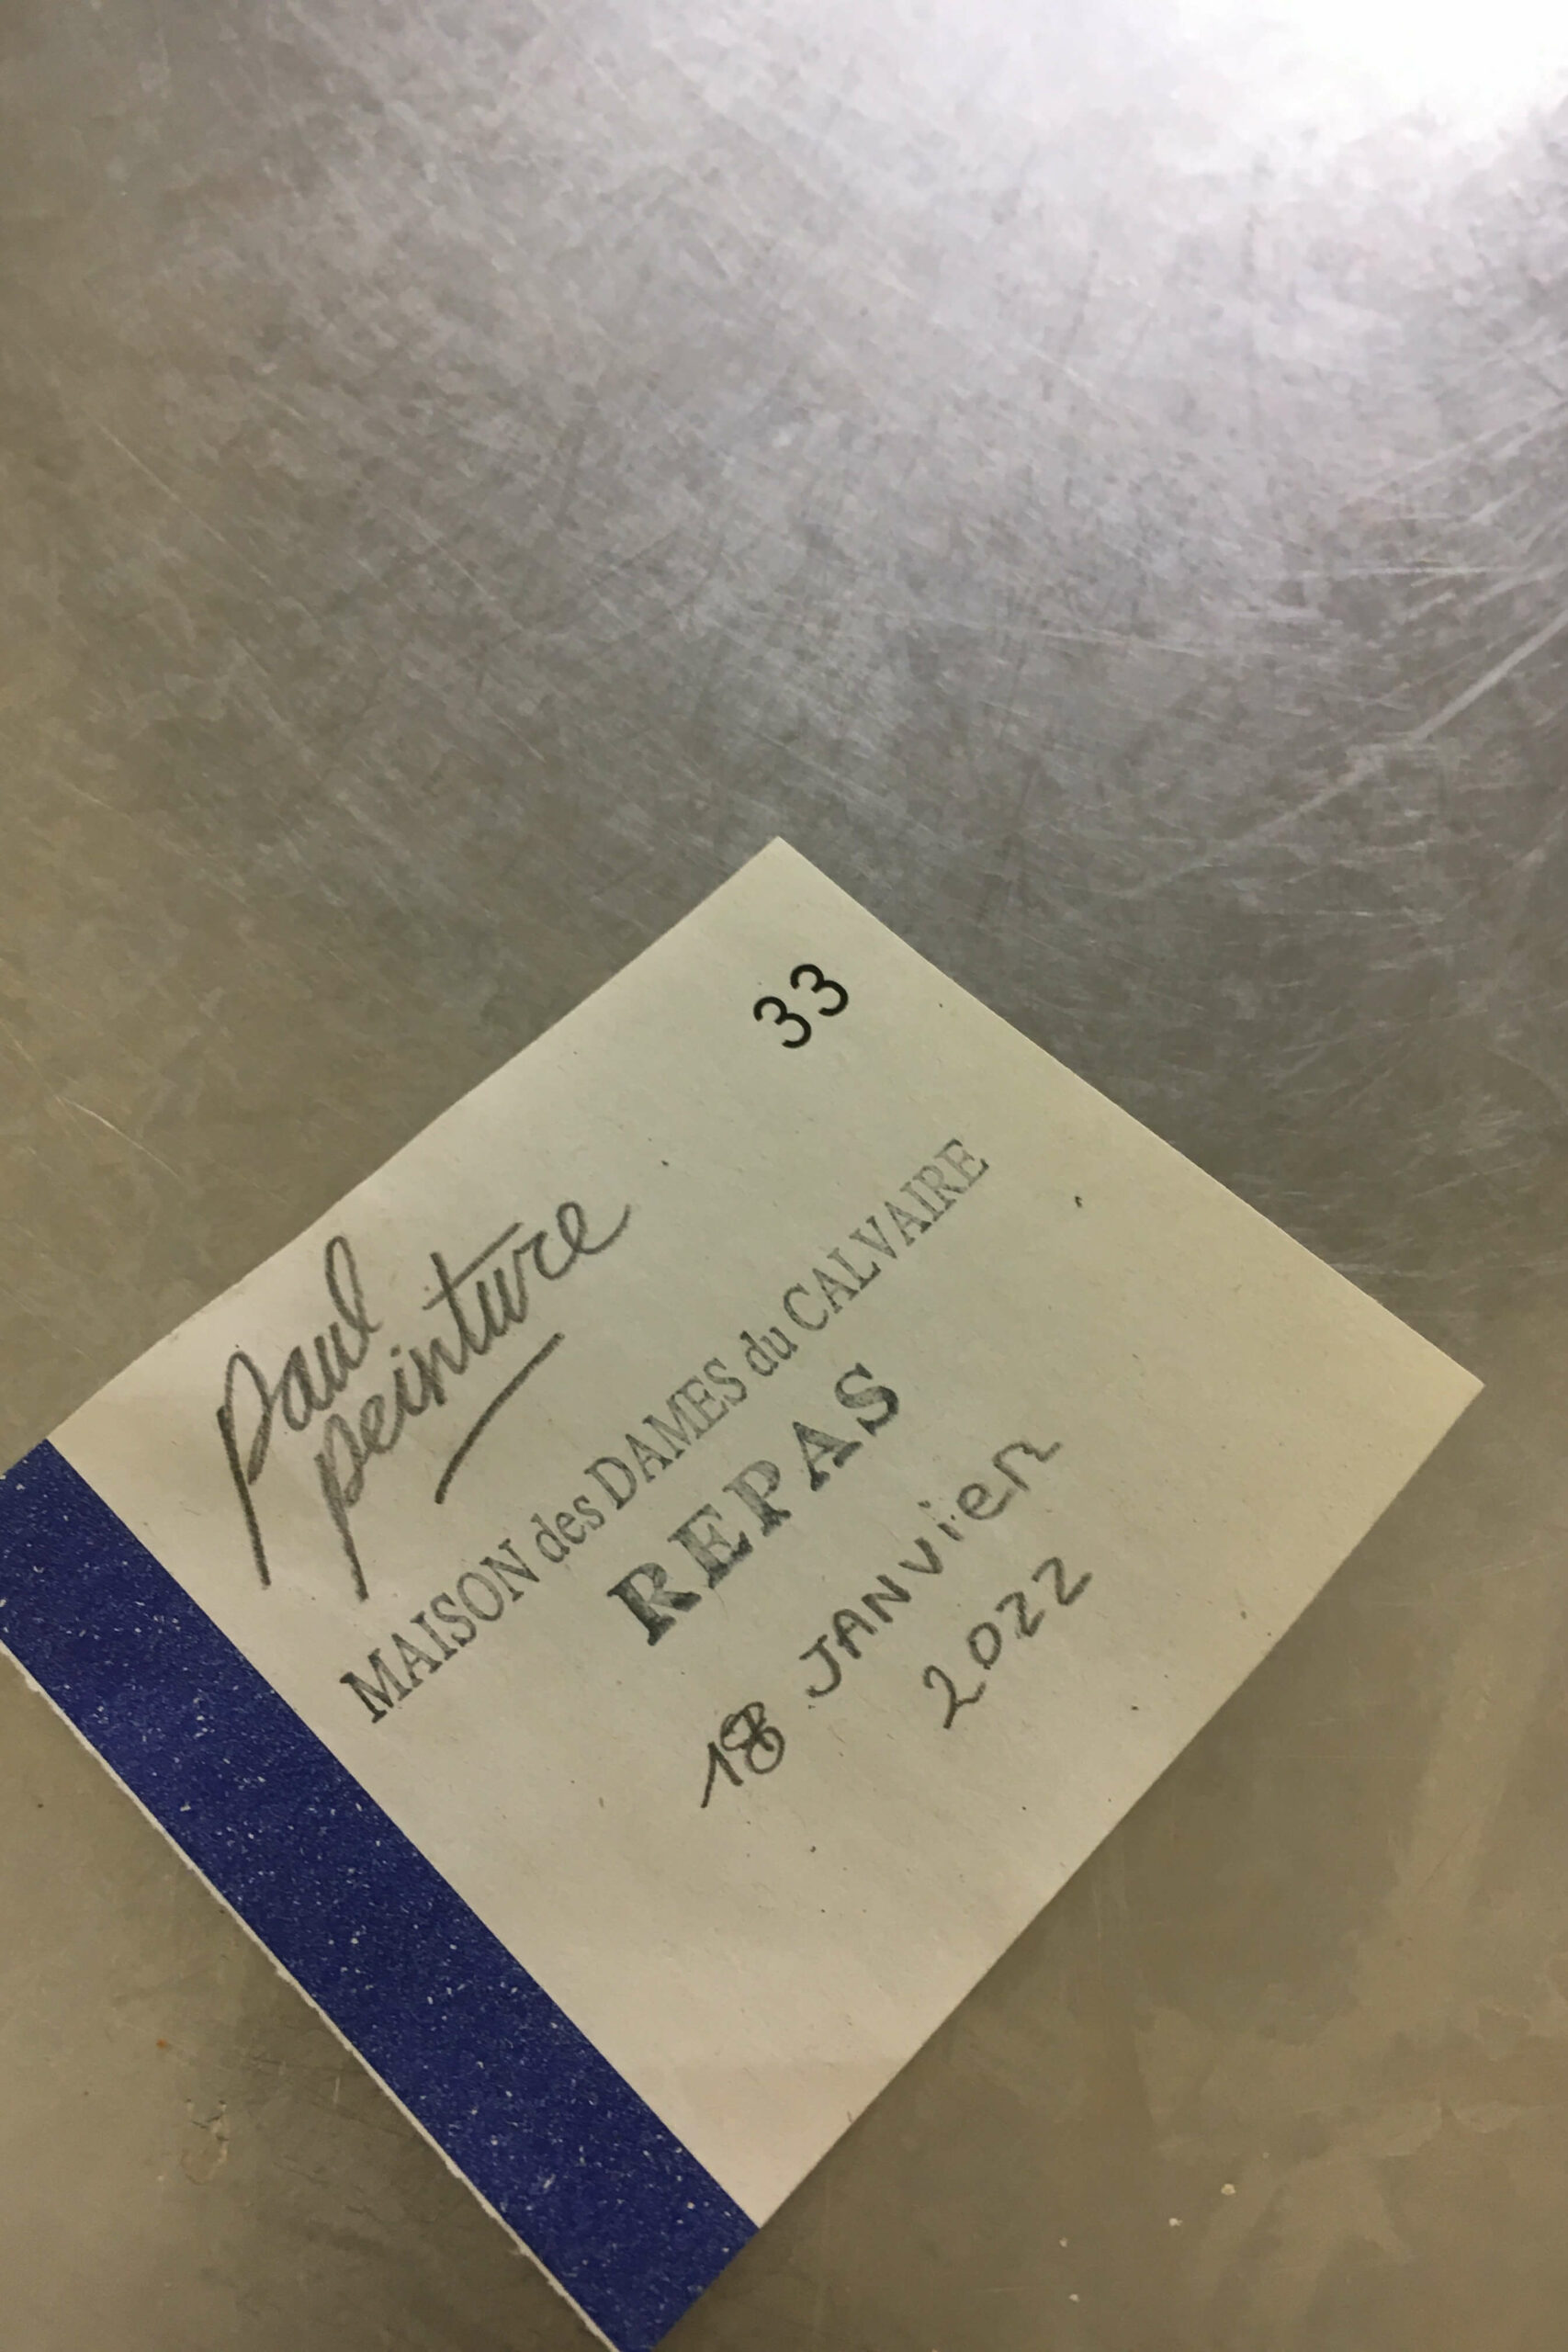 33
Paul
peinture
MAISON des DAMES du CALVAIRE
REPAS
18 JANVIER
2022